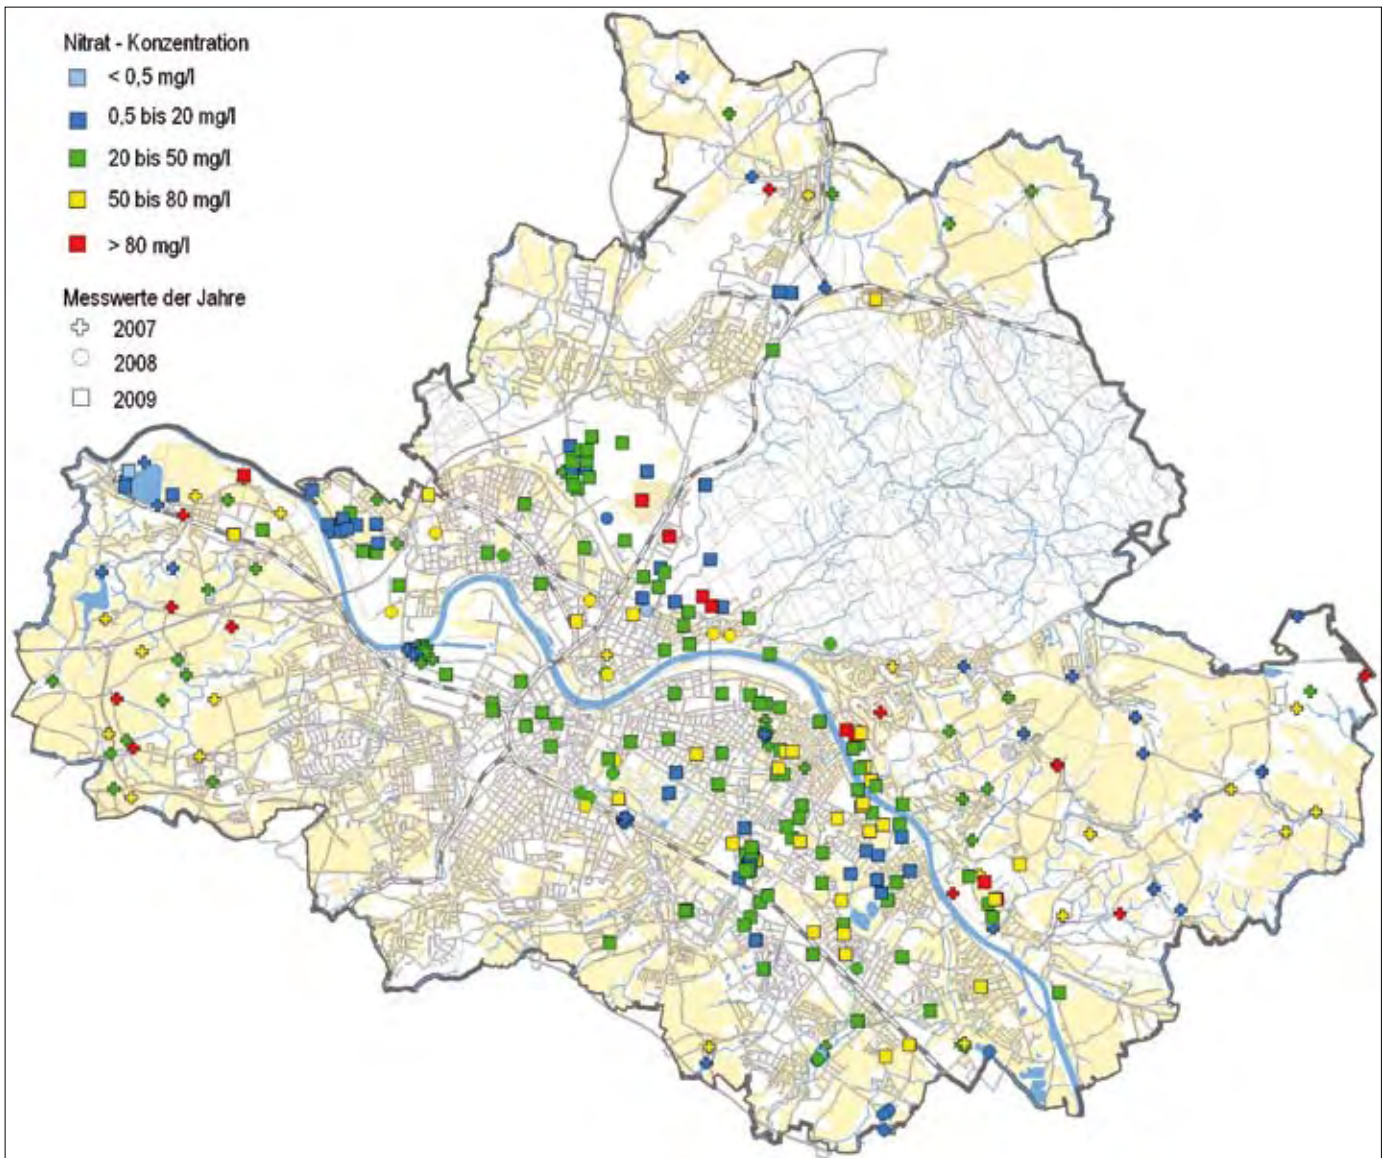 Nitrat - Konzentration
< 0,5 mg/l
0,5 bis 20 mg/l
20 bis 50 mg/l
50 bis 80 mg/l
> 80 mg/l
Messwerte der Jahre
2007
2008
2009